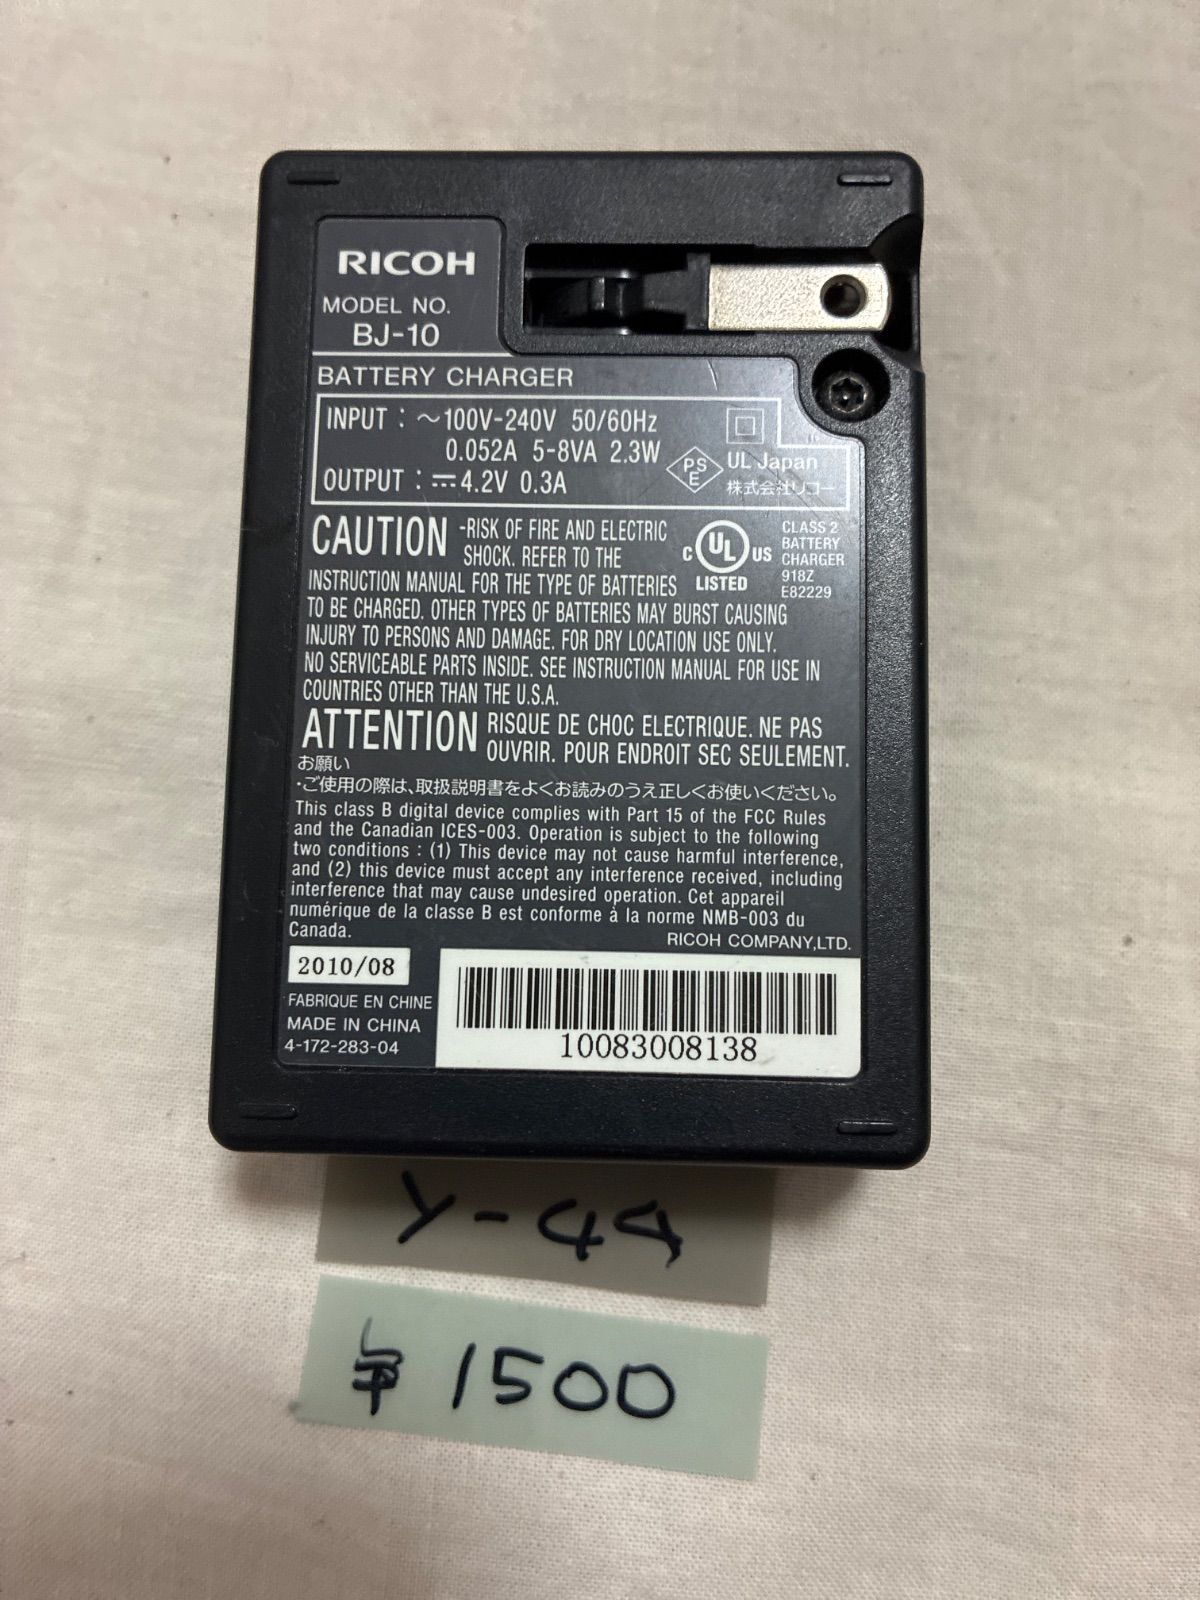 RICOH
MODEL NO.
BJ-10
BATTERY CHARGER
INPUT : ~100V-240V 50/60Hz
0.052A 5-8VA 2.3W
OUTPUT : ⎓4.2V 0.3A
PS
E
UL Japan
株式会社リコー
CAUTION -RISK OF FIRE AND ELECTRIC
SHOCK. REFER TO THE
INSTRUCTION MANUAL FOR THE TYPE OF BATTERIES
TO BE CHARGED. OTHER TYPES OF BATTERIES MAY BURST CAUSING
INJURY TO PERSONS AND DAMAGE. FOR DRY LOCATION USE ONLY.
NO SERVICEABLE PARTS INSIDE. SEE INSTRUCTION MANUAL FOR USE IN
COUNTRIES OTHER THAN THE U.S.A.
C UL US
LISTED
CLASS 2
BATTERY
CHARGER
918Z
E82229
ATTENTION RISQUE DE CHOC ELECTRIQUE. NE PAS
OUVRIR. POUR ENDROIT SEC SEULEMENT.
お願い
・ご使用の際は、取扱説明書をよくお読みのうえ正しくお使いください。
This class B digital device complies with Part 15 of the FCC Rules
and the Canadian ICES-003. Operation is subject to the following
two conditions : (1) This device may not cause harmful interference,
and (2) this device must accept any interference received, including
interference that may cause undesired operation. Cet appareil
numérique de la classe B est conforme à la norme NMB-003 du
Canada.
RICOH COMPANY,LTD.
2010/08
FABRIQUE EN CHINE
MADE IN CHINA
4-172-283-04
10083008138
Y-44
1500